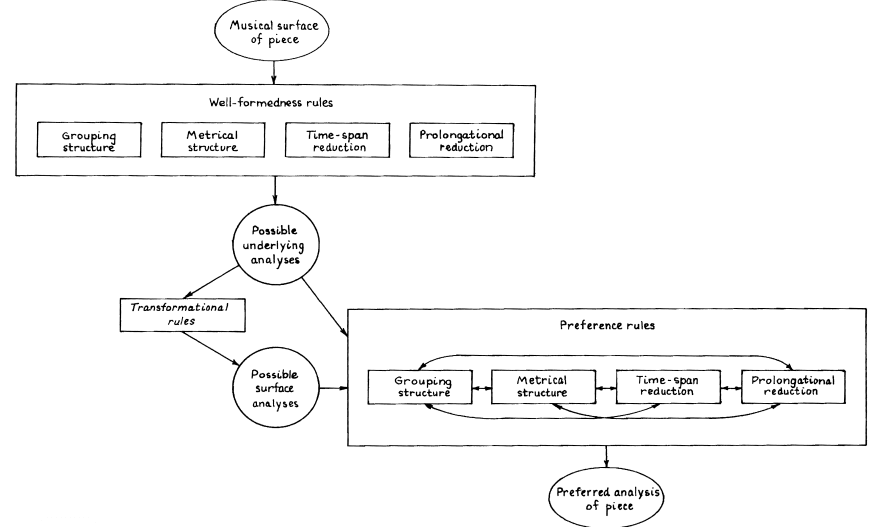 Musical surface
of piece
Well-formedness rules
Grouping
structure
Metrical
structure
Time-span
reduction
Prolongational
reduction
Possible
underlying
analyses
Transformational
rules
Possible
surface
analyses
Preference rules
Grouping
structure
Metrical
structure
Time-span
reduction
Prolongational
reduction
Preferred analysis
of piece